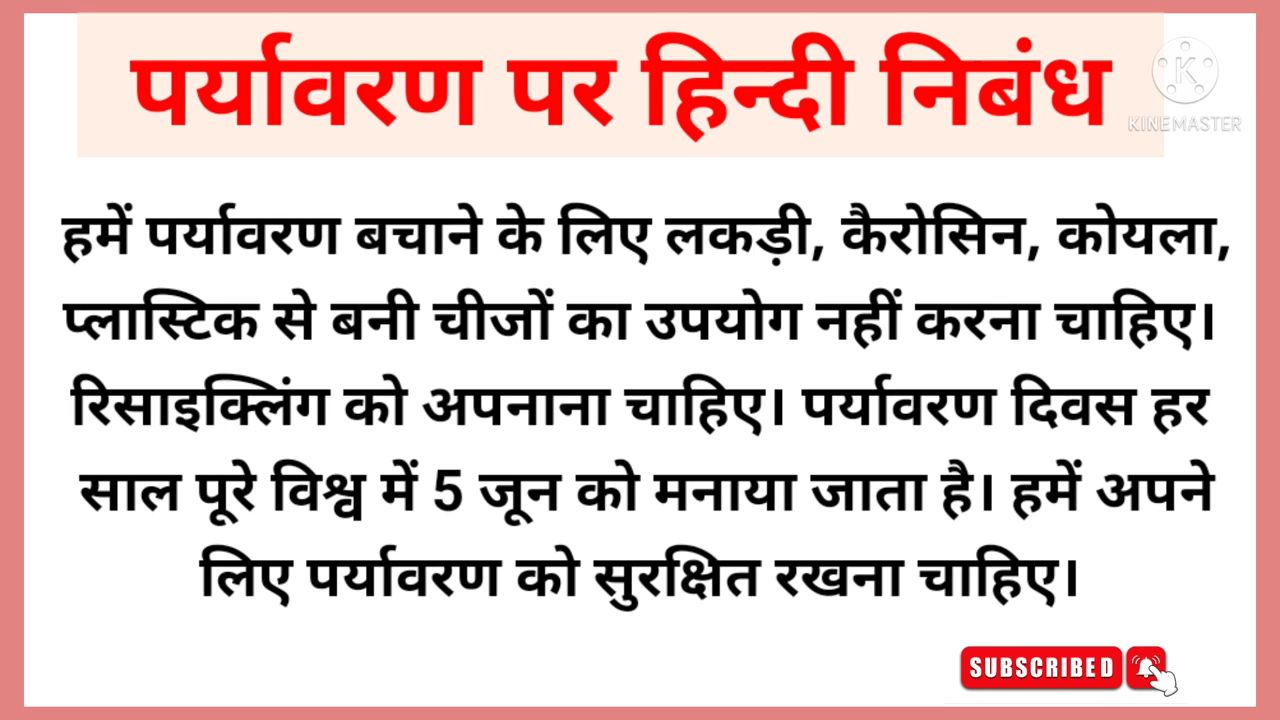 पर्यावरण पर हिन्दी निबंध
K
KINEMASTER
हमें पर्यावरण बचाने के लिए लकड़ी, कैरोसिन, कोयला,
प्लास्टिक से बनी चीजों का उपयोग नहीं करना चाहिए।
रिसाइक्लिंग को अपनाना चाहिए। पर्यावरण दिवस हर
साल पूरे विश्व में 5 जून को मनाया जाता है। हमें अपने
लिए पर्यावरण को सुरक्षित रखना चाहिए।
SUBSCRIBED